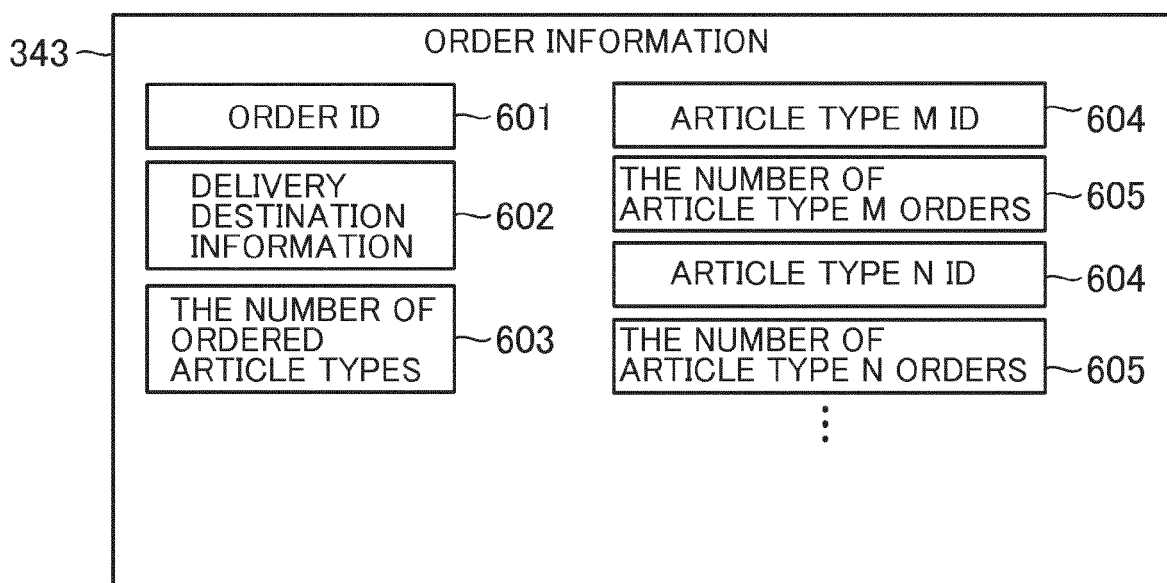 343
ORDER INFORMATION
ORDER ID
601
DELIVERY
DESTINATION
INFORMATION
602
THE NUMBER OF
ORDERED
ARTICLE TYPES
603
ARTICLE TYPE M ID
604
THE NUMBER OF
ARTICLE TYPE M ORDERS
605
ARTICLE TYPE N ID
604
THE NUMBER OF
ARTICLE TYPE N ORDERS
605
⋮